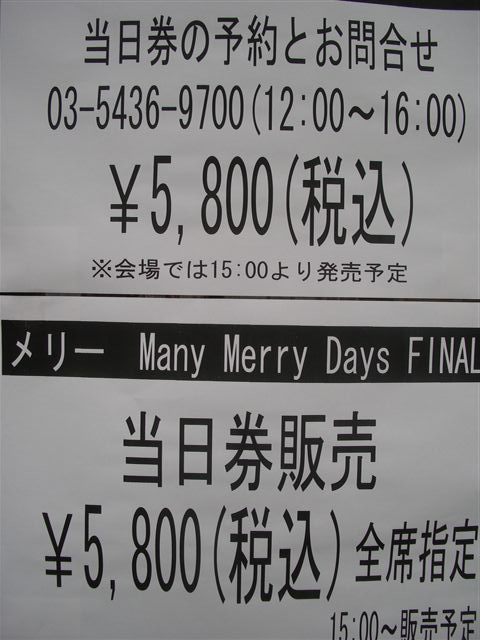 当日券の予約とお問合せ
03-5436-9700(12:00～16:00)
￥5,800(税込)
※会場では15:00より発売予定
メリー Many Merry Days FINAL
当日券販売
￥5,800(税込)全席指定
15:00～販売予定